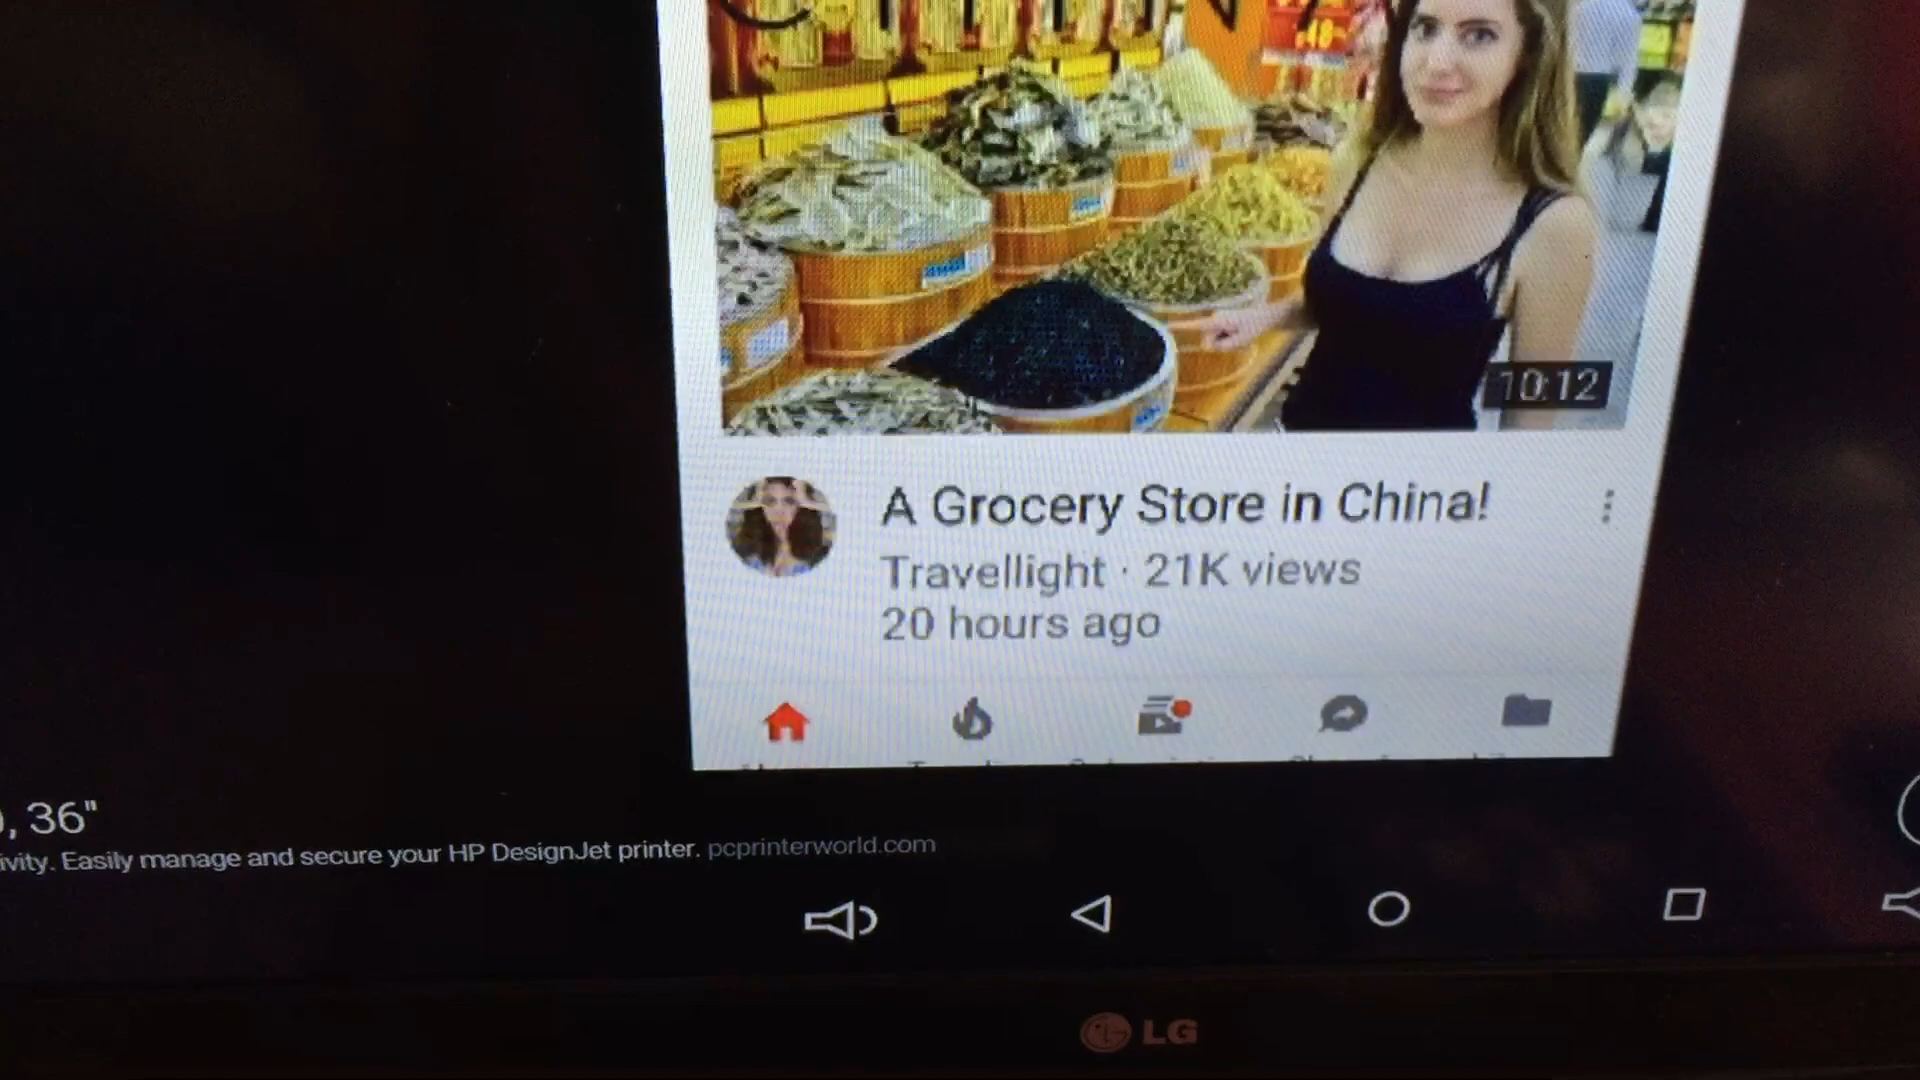 10:12
A Grocery Store in China!
Travellight · 21K views
20 hours ago
, 36"
ivity. Easily manage and secure your HP DesignJet printer. pcprinterworld.com
LG